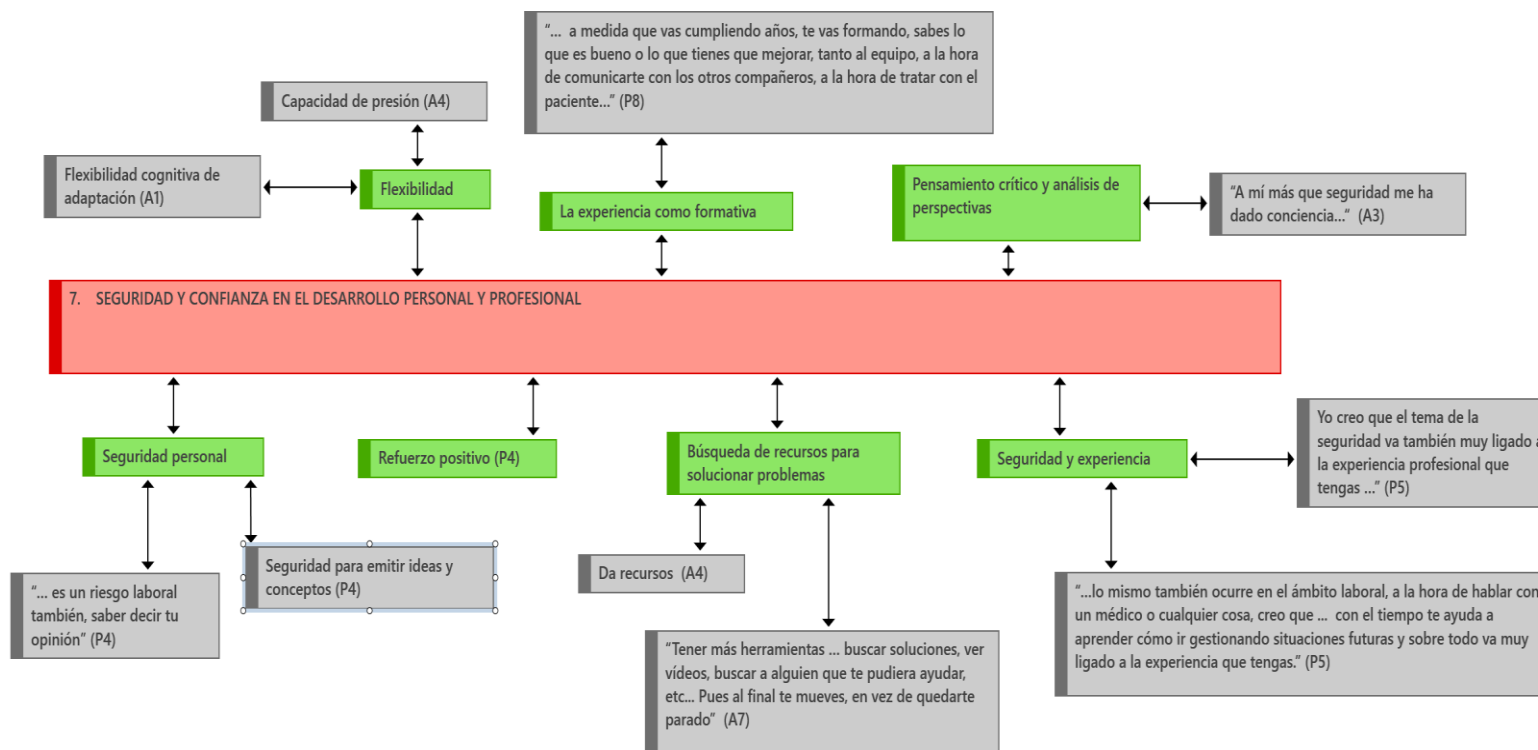 “... a medida que vas cumpliendo años, te vas formando, sabes lo
que es bueno o lo que tienes que mejorar, tanto al equipo, a la hora
de comunicarte con los otros compañeros, a la hora de tratar con el
paciente...” (P8)
Capacidad de presión (A4)
Flexibilidad cognitiva de
adaptación (A1)
Flexibilidad
La experiencia como formativa
Pensamiento crítico y análisis de
perspectivas
“A mí más que seguridad me ha
dado conciencia...“ (A3)
7. SEGURIDAD Y CONFIANZA EN EL DESARROLLO PERSONAL Y PROFESIONAL
Seguridad personal
Refuerzo positivo (P4)
Búsqueda de recursos para
solucionar problemas
Seguridad y experiencia
Yo creo que el tema de la
seguridad va también muy ligado a
la experiencia profesional que
tengas ...” (P5)
“... es un riesgo laboral
también, saber decir tu
opinión” (P4)
Seguridad para emitir ideas y
conceptos (P4)
Da recursos (A4)
“Tener más herramientas ... buscar soluciones, ver
vídeos, buscar a alguien que te pudiera ayudar,
etc... Pues al final te mueves, en vez de quedarte
parado” (A7)
“...lo mismo también ocurre en el ámbito laboral, a la hora de hablar con
un médico o cualquier cosa, creo que ... con el tiempo te ayuda a
aprender cómo ir gestionando situaciones futuras y sobre todo va muy
ligado a la experiencia que tengas.” (P5)